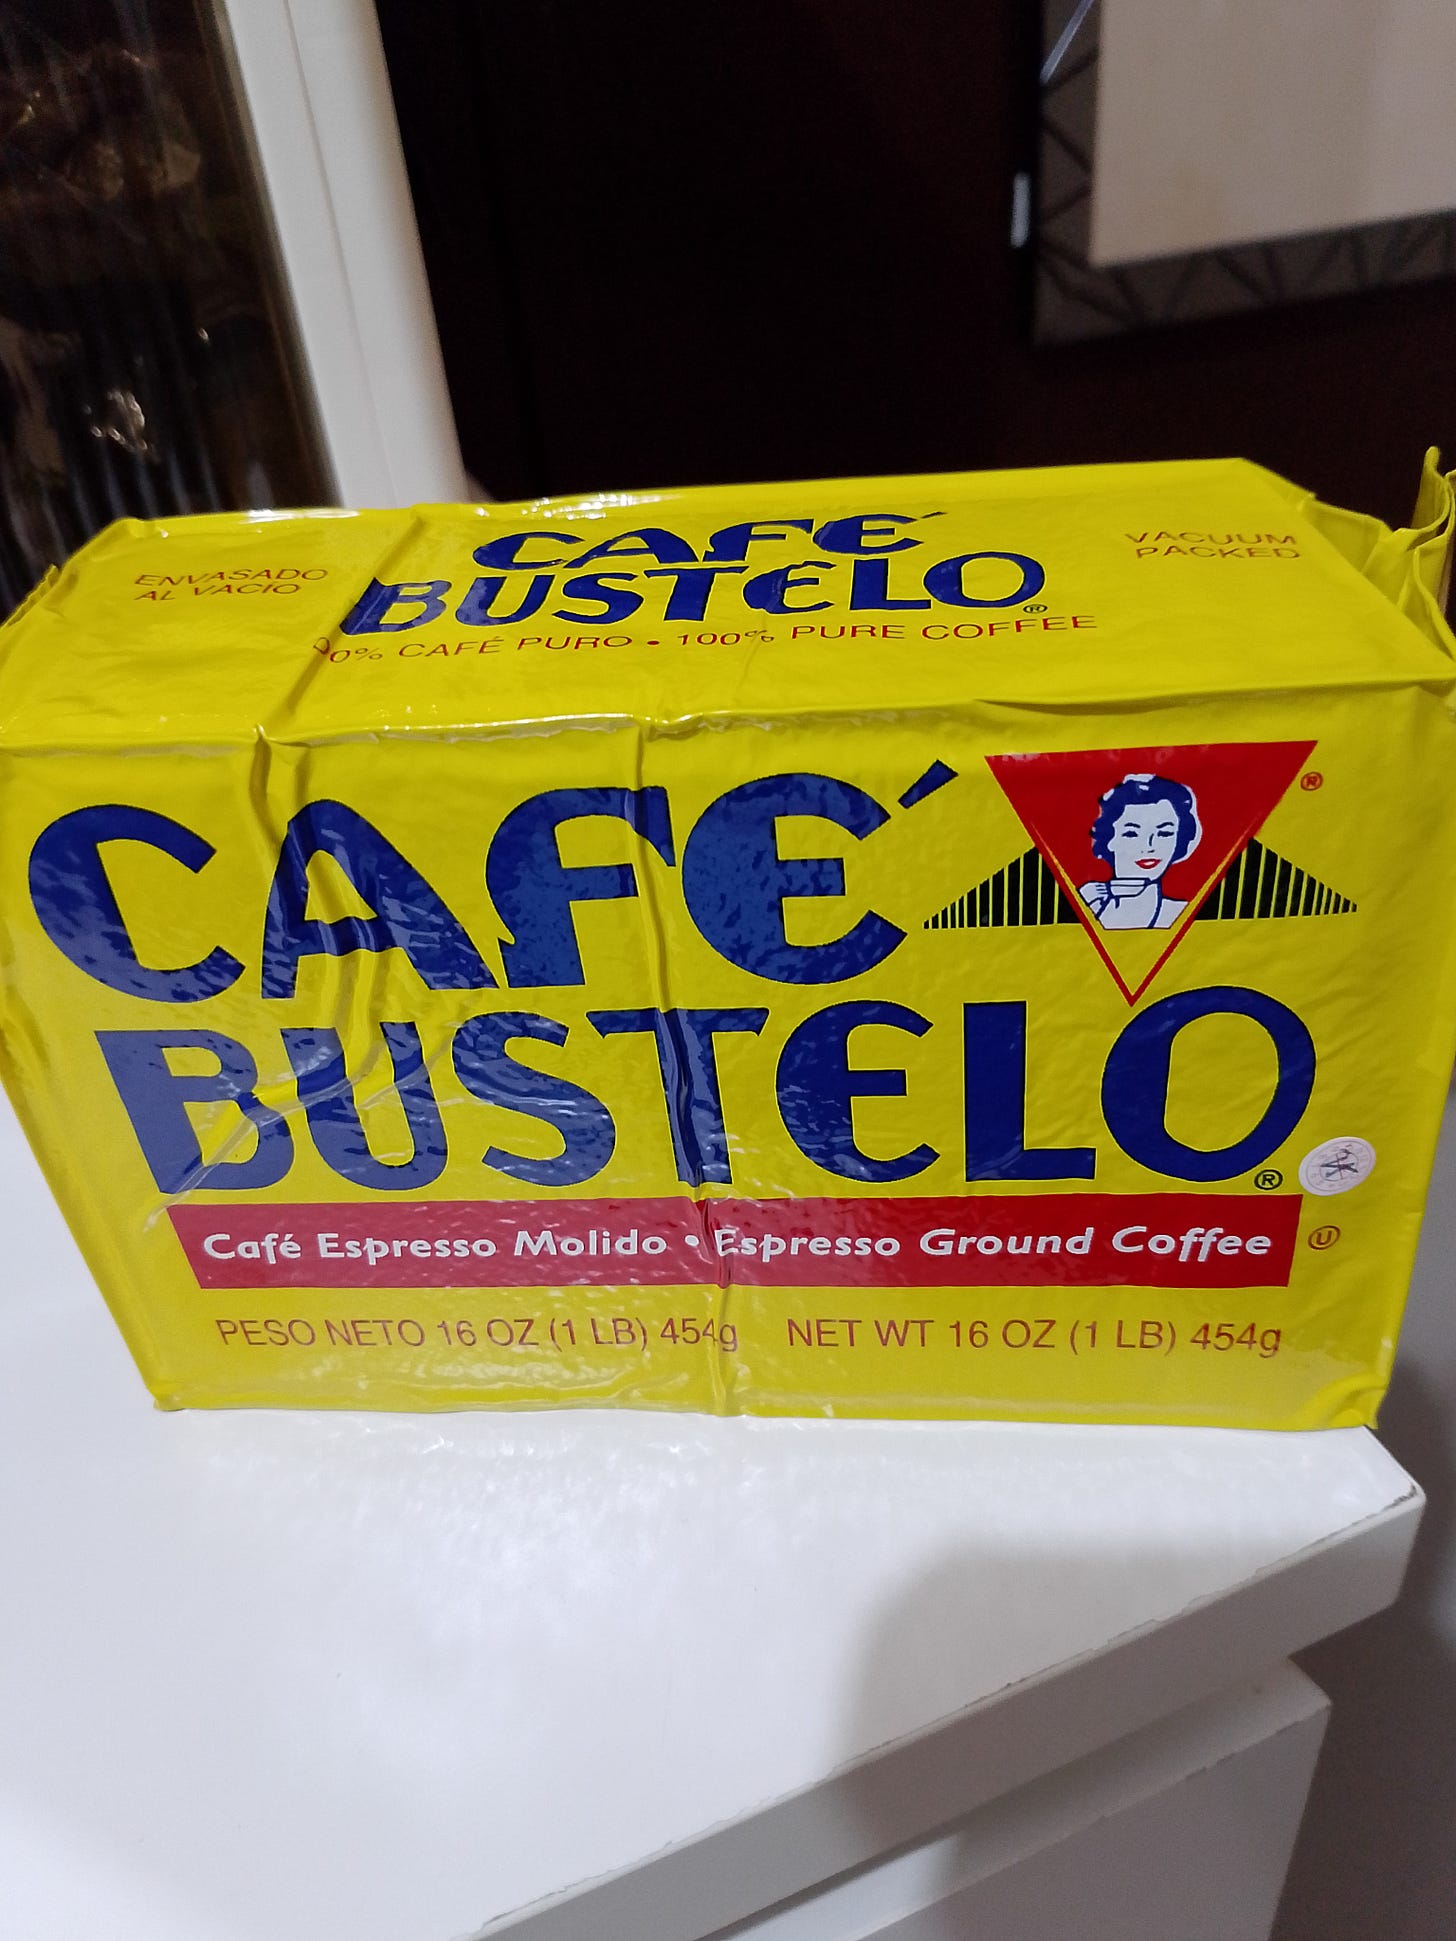 ENVASADO
AL VACIO
CAFÉ
BUSTELO®
0% CAFÉ PURO • 100% PURE COFFEE
VACUUM
PACKED
CAFÉ
®
BUSTELO®
Café Espresso Molido • Espresso Ground Coffee
U
PESO NETO 16 OZ (1 LB) 454g
NET WT 16 OZ (1 LB) 454g